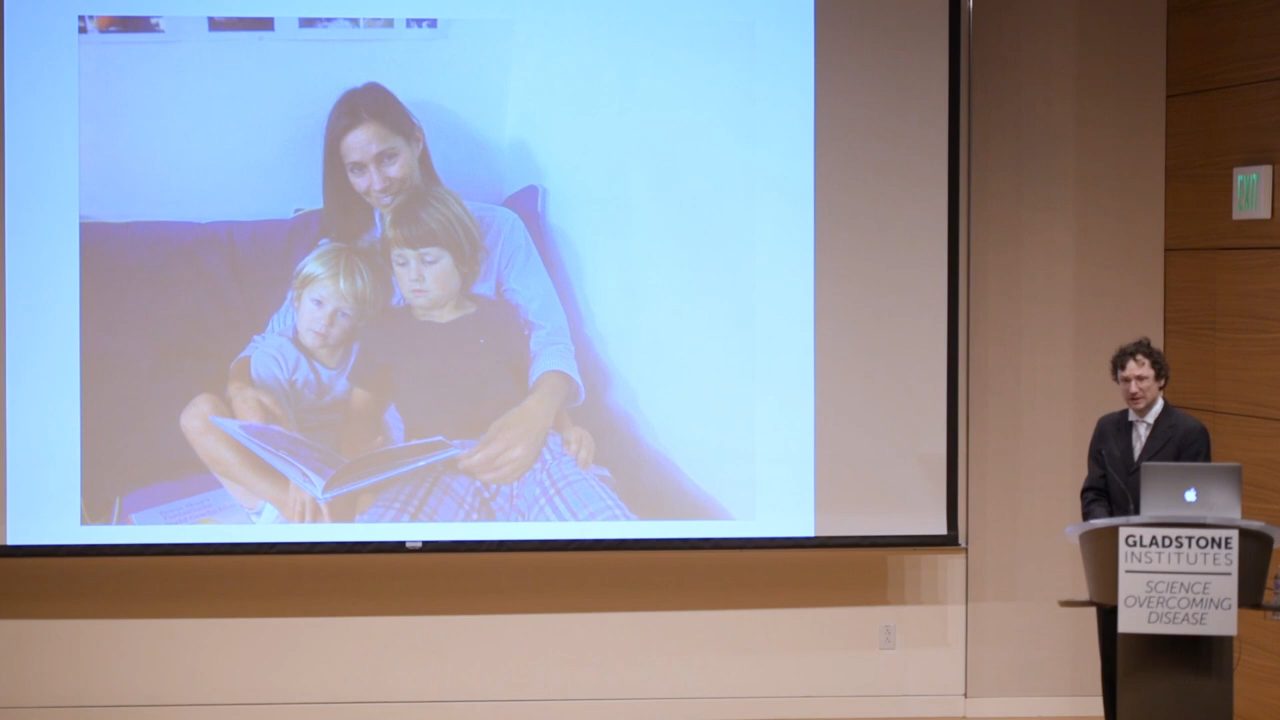 EXIT
GLADSTONE
INSTITUTES
SCIENCE
OVERCOMING
DISEASE